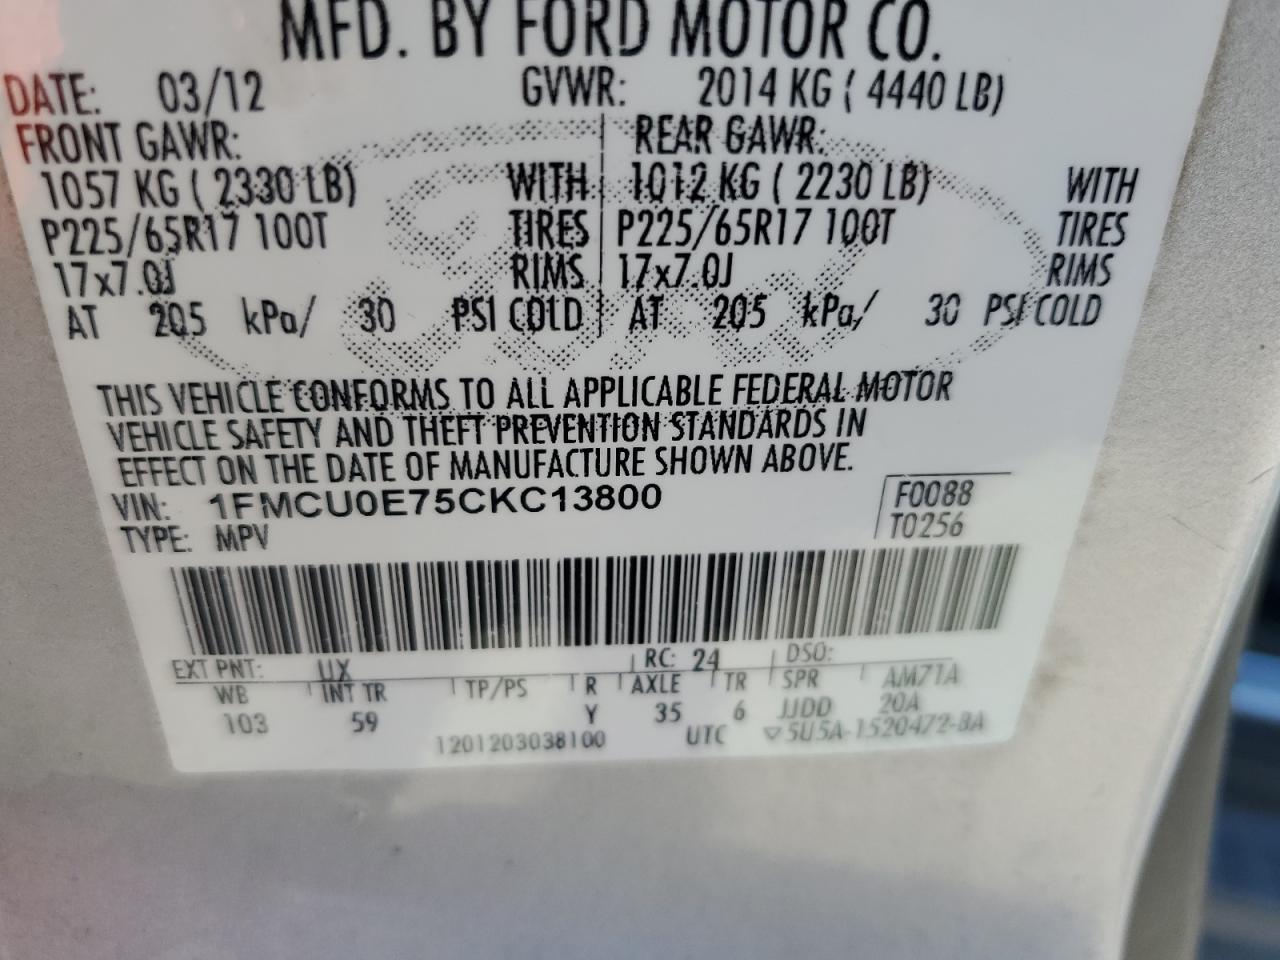 MFD. BY FORD MOTOR CO.
DATE: 03/12 GVWR: 2014 KG ( 4440 LB)
FRONT GAWR: REAR GAWR:
1057 KG ( 2330 LB) WITH 1012 KG ( 2230 LB) WITH
P225/65R17 100T TIRES P225/65R17 100T TIRES
17x7.0J RIMS 17x7.0J RIMS
AT 205 kPa/ 30 PSI COLD AT 205 kPa/ 30 PSI COLD
THIS VEHICLE CONFORMS TO ALL APPLICABLE FEDERAL MOTOR
VEHICLE SAFETY AND THEFT PREVENTION STANDARDS IN
EFFECT ON THE DATE OF MANUFACTURE SHOWN ABOVE.
VIN: 1FMCU0E75CKC13800 F0088
TYPE: MPV T0256
EXT PNT: UX RC: 24 DSO:
WB INT TR TP/PS R AXLE TR SPR AM71A
103 59 Y 35 6 JJDD 20A
1201203038100 UTC ▽5U5A-1520472-BA